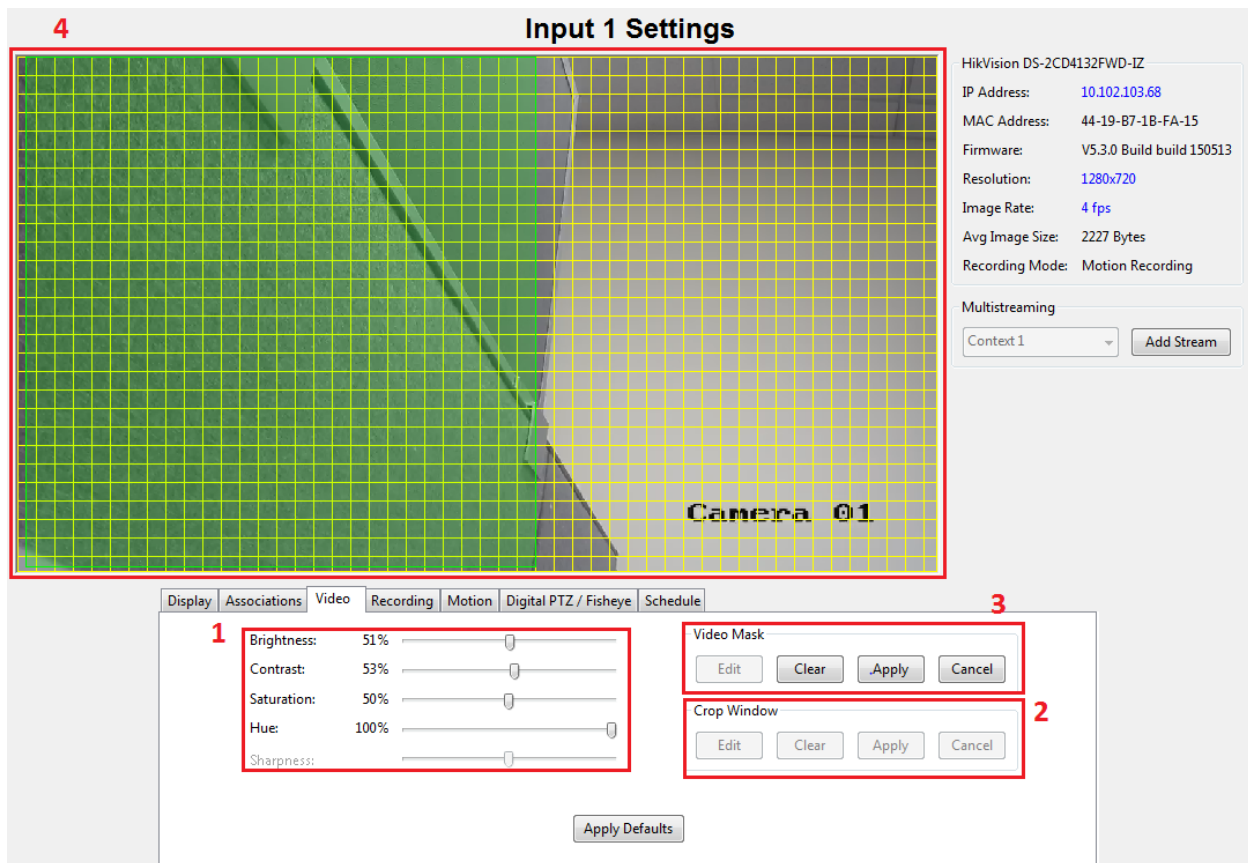 4
Input 1 Settings
HikVision DS-2CD4132FWD-IZ
IP Address: 10.102.103.68
MAC Address: 44-19-B7-1B-FA-15
Firmware: V5.3.0 Build build 150513
Resolution: 1280x720
Image Rate: 4 fps
Avg Image Size: 2227 Bytes
Recording Mode: Motion Recording
Multistreaming
Context 1 Add Stream
Camera 01
Display Associations Video Recording Motion Digital PTZ / Fisheye Schedule
1
Brightness: 51%
Contrast: 53%
Saturation: 50%
Hue: 100%
Sharpness:
3
Video Mask
Edit Clear Apply Cancel
2
Crop Window
Edit Clear Apply Cancel
Apply Defaults